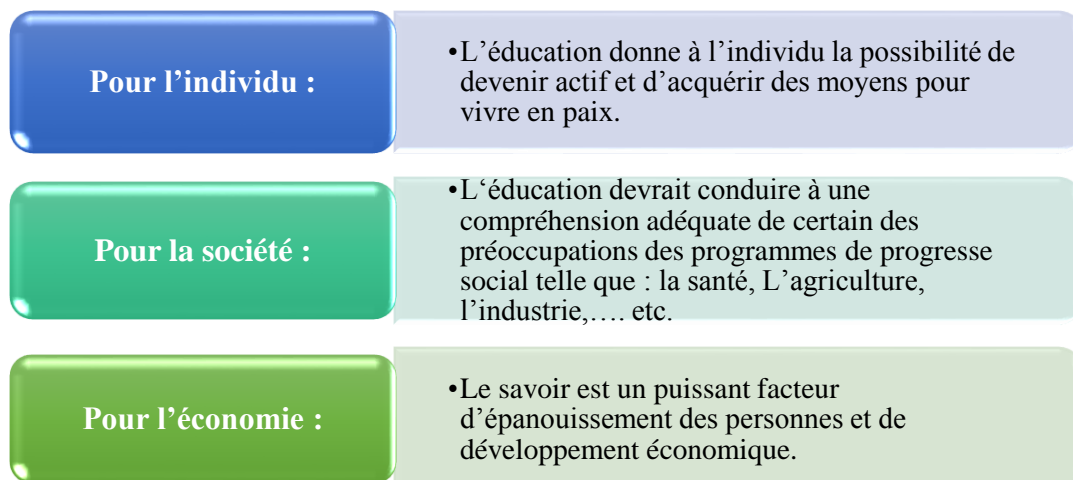 Pour l’individu :
•L’éducation donne à l’individu la possibilité de
devenir actif et d’acquérir des moyens pour
vivre en paix.
Pour la société :
•L‘éducation devrait conduire à une
compréhension adéquate de certain des
préoccupations des programmes de progresse
social telle que : la santé, L’agriculture,
l’industrie,…. etc.
Pour l’économie :
•Le savoir est un puissant facteur
d’épanouissement des personnes et de
développement économique.